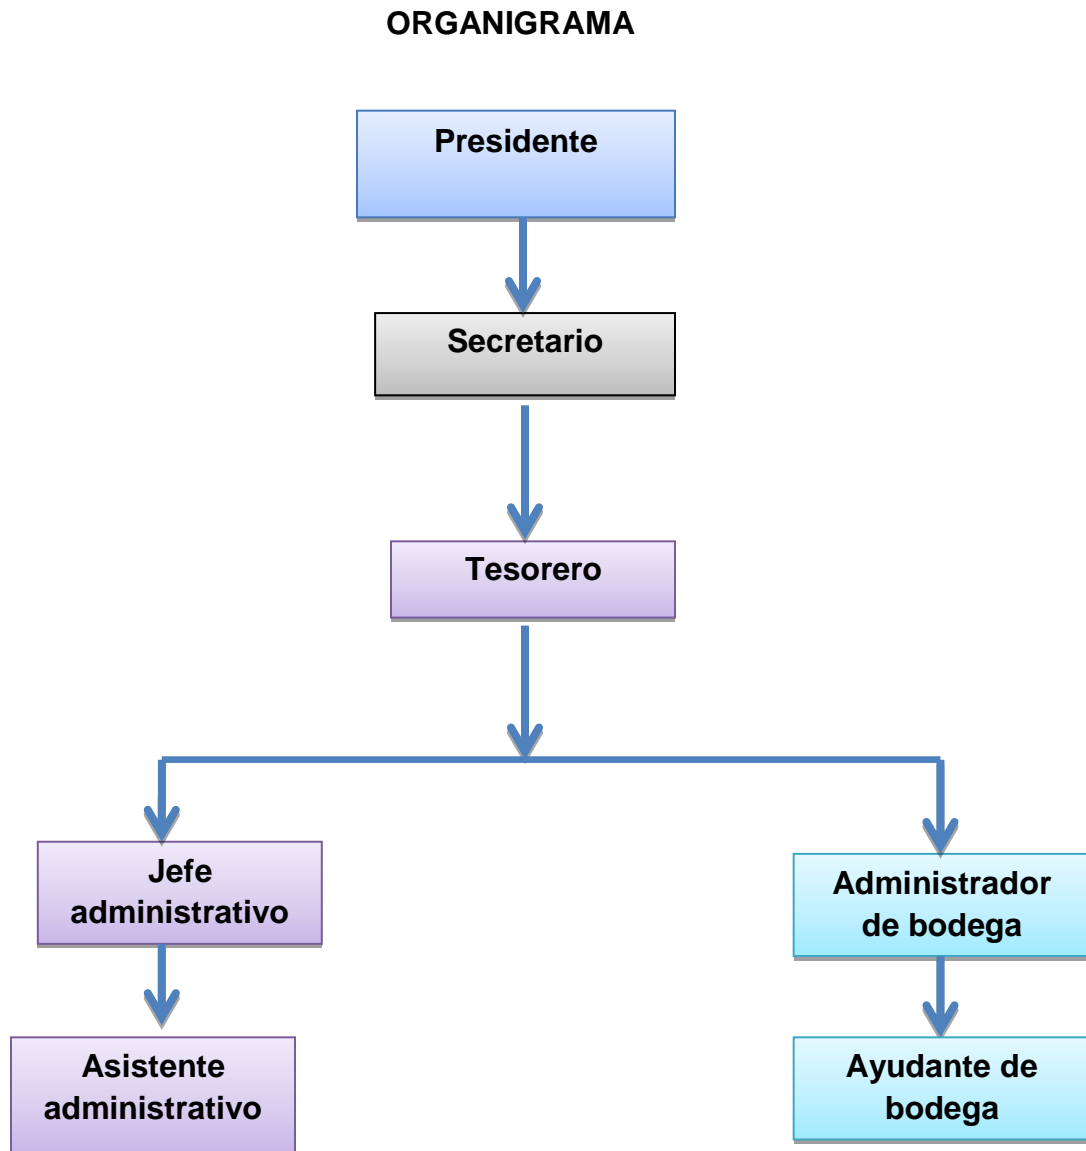 ORGANIGRAMA
Presidente
Secretario
Tesorero
Jefe
administrativo
Administrador
de bodega
Asistente
administrativo
Ayudante de
bodega